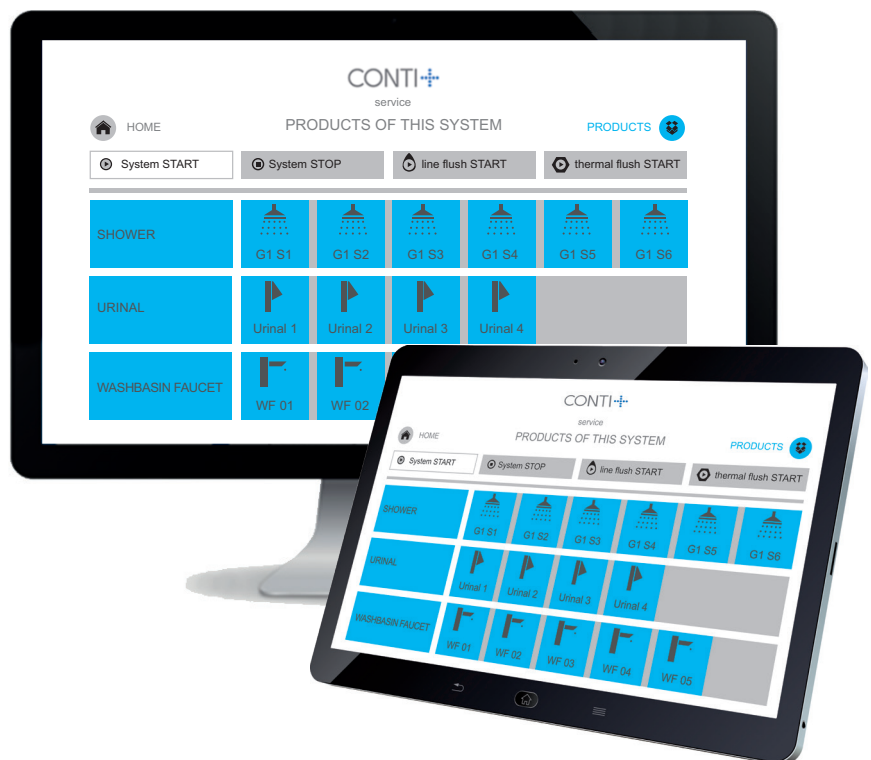 CONTI+
service
HOME
PRODUCTS OF THIS SYSTEM
PRODUCTS
System START
System STOP
line flush START
thermal flush START
SHOWER
G1 S1
G1 S2
G1 S3
G1 S4
G1 S5
G1 S6
URINAL
Urinal 1
Urinal 2
Urinal 3
Urinal 4
WASHBASIN FAUCET
WF 01
WF 02
CONTI+
service
HOME
PRODUCTS OF THIS SYSTEM
PRODUCTS
System START
System STOP
line flush START
thermal flush START
SHOWER
G1 S1
G1 S2
G1 S3
G1 S4
G1 S5
G1 S6
URINAL
Urinal 1
Urinal 2
Urinal 3
Urinal 4
WASHBASIN FAUCET
WF 01
WF 02
WF 03
WF 04
WF 05